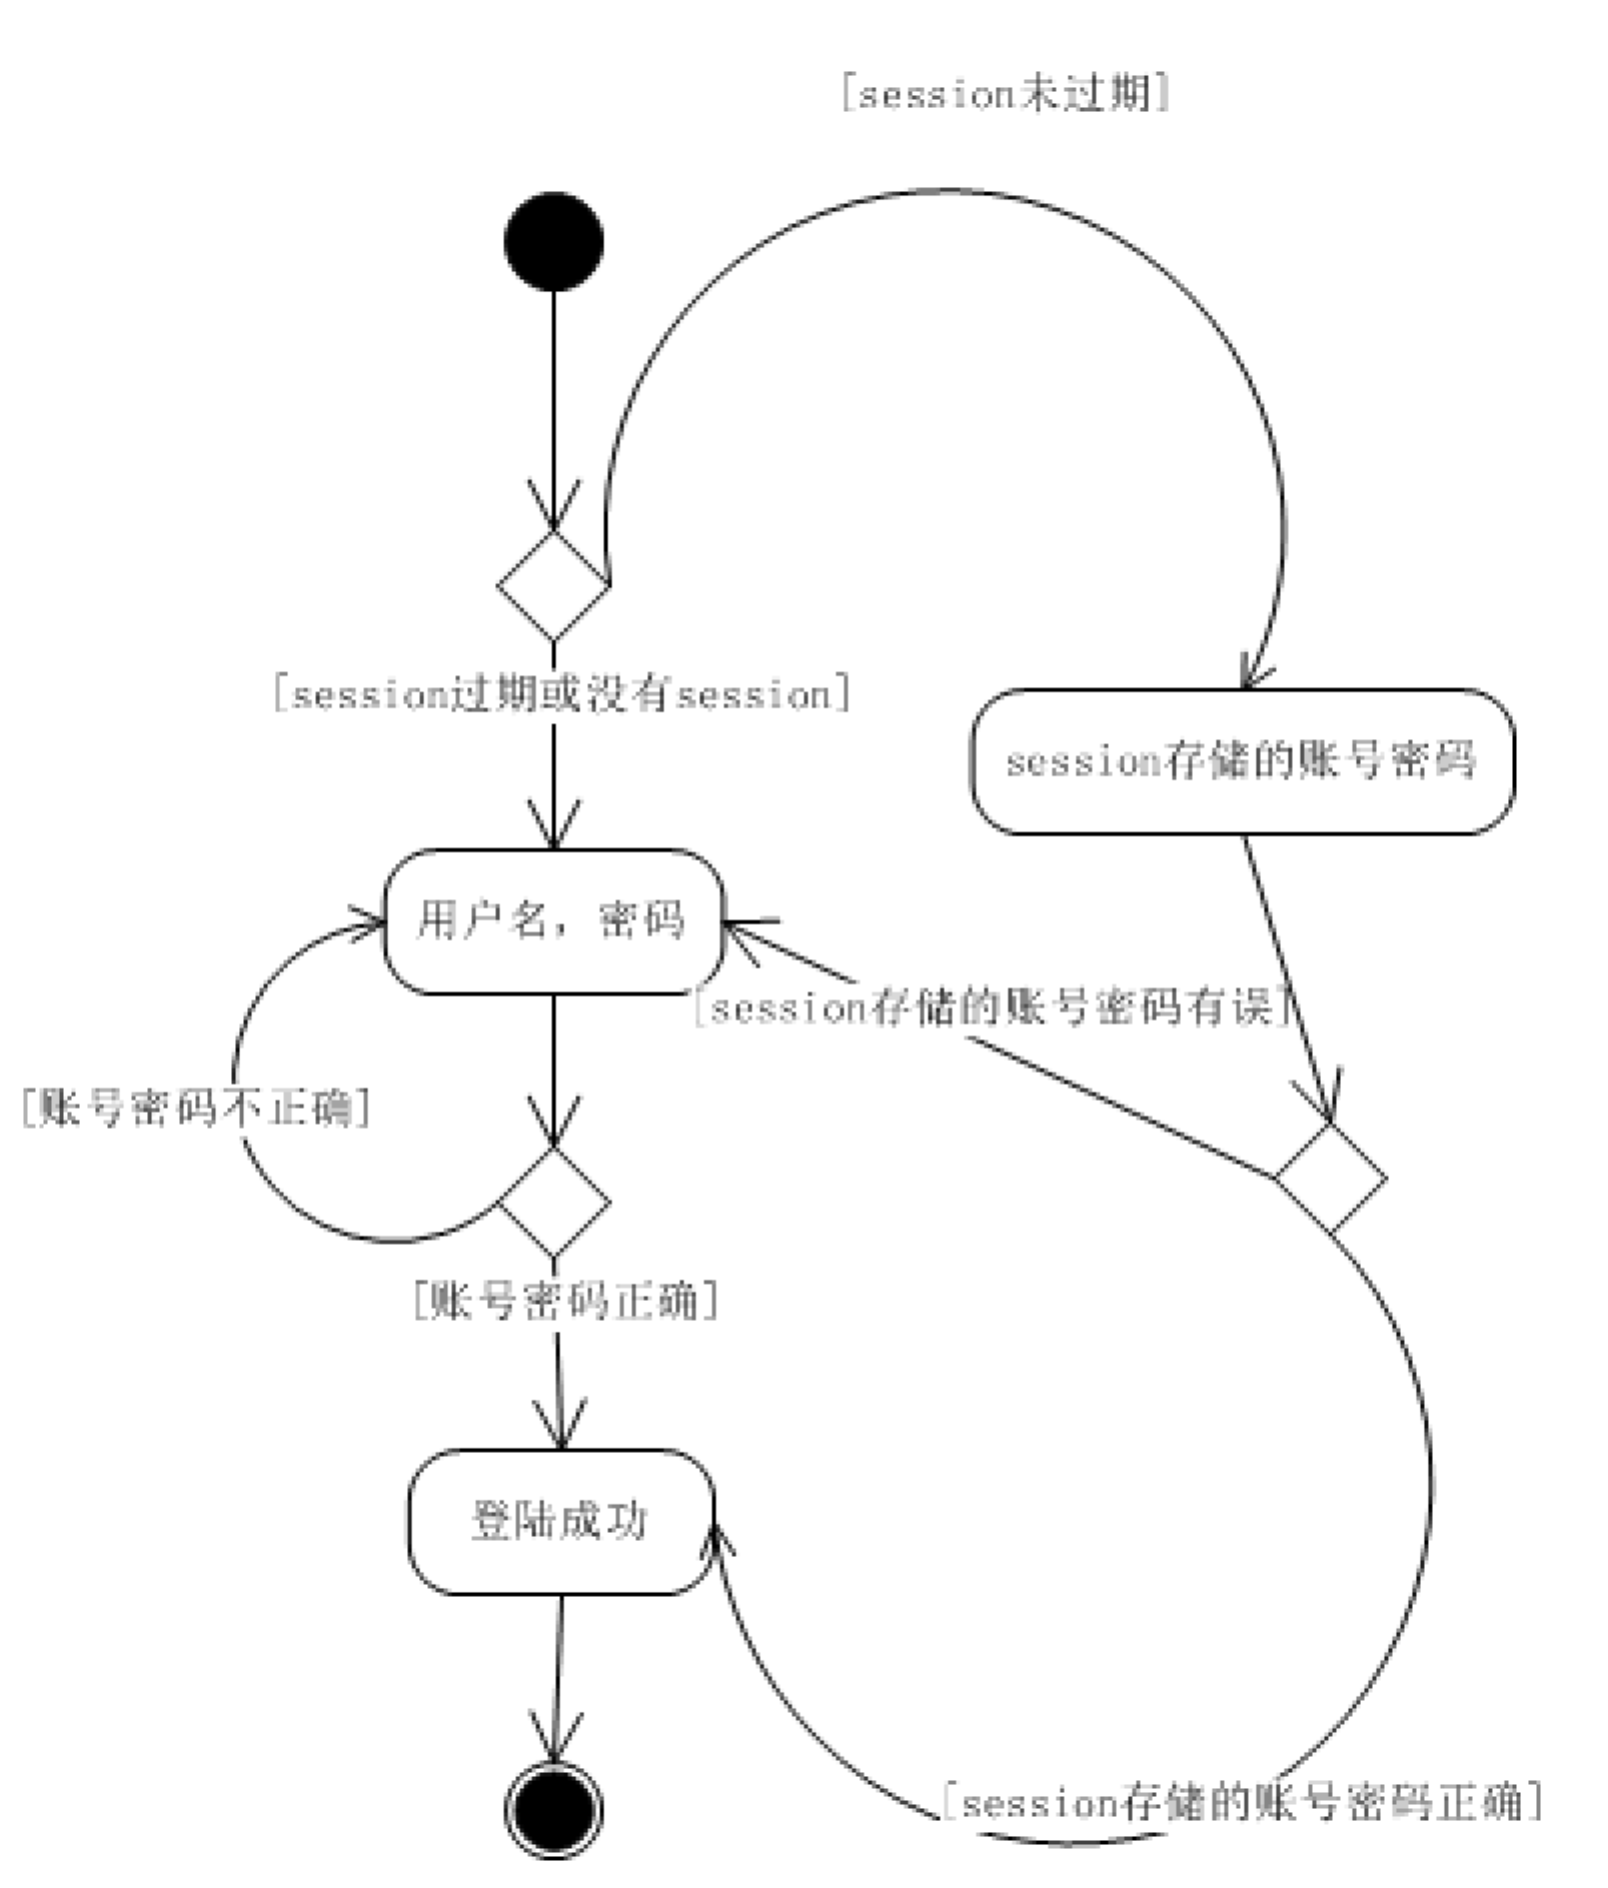 [session未过期]
[session过期或没有session]
session存储的账号密码
用户名，密码
[session存储的账号密码有误]
[账号密码不正确]
[账号密码正确]
登陆成功
[session存储的账号密码正确]